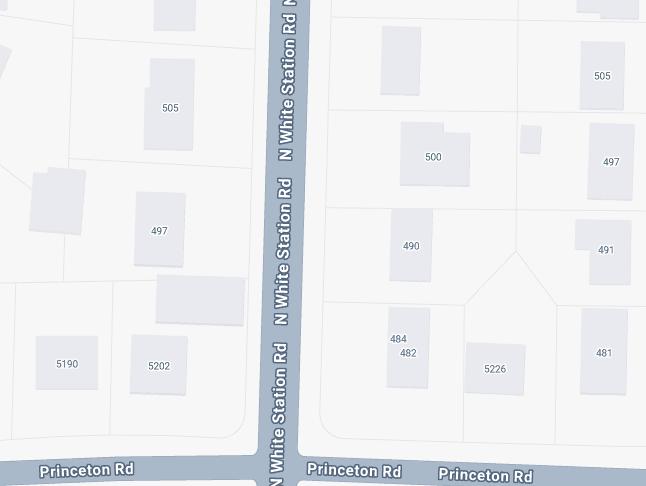 N White Station Rd
N
505
505
N White Station Rd
500
497
497
N White Station Rd
490
491
484
482
481
5190
5202
5226
N White Station Rd
Princeton Rd
Princeton Rd
Princeton Rd